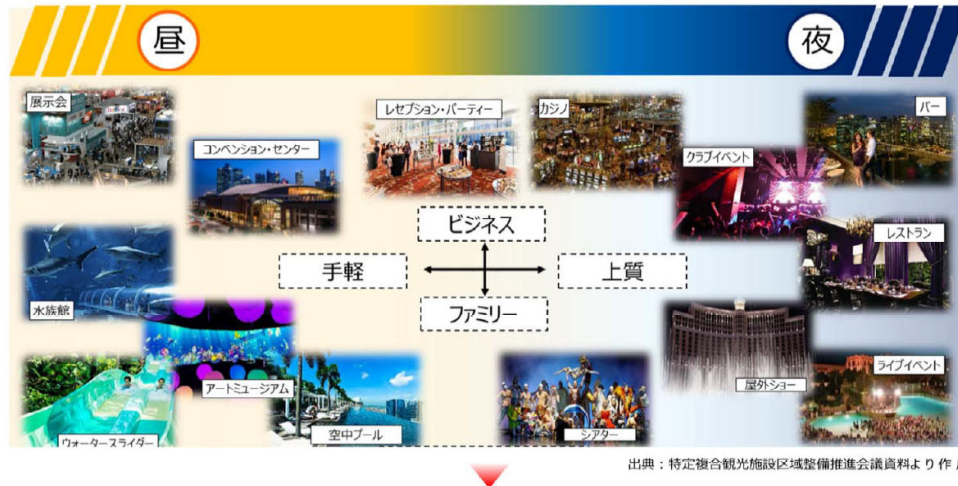 昼
夜
展示会
コンベンション・センター
レセプション・パーティー
カジノ
クラブイベント
バー
レストラン
ビジネス
手軽
上質
ファミリー
水族館
アートミュージアム
ウォータースライダー
空中プール
シアター
屋外ショー
ライブイベント
出典：特定複合観光施設区域整備推進会議資料より作